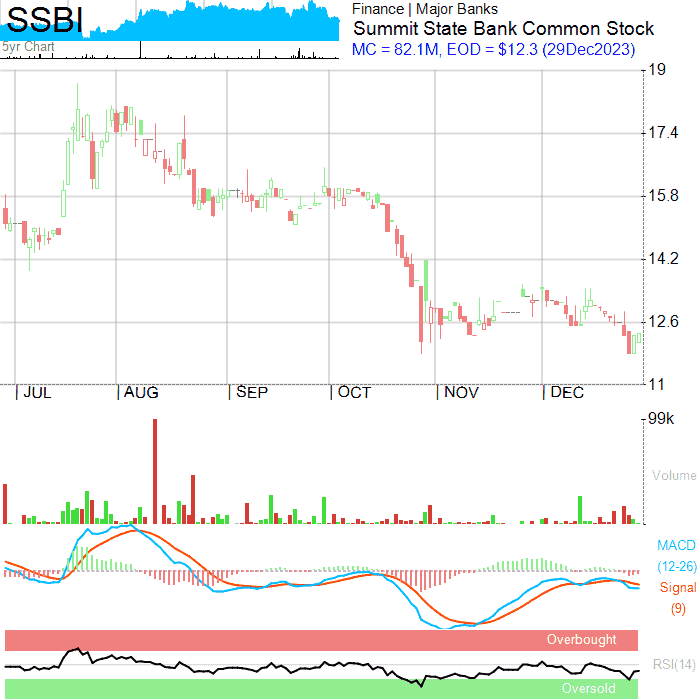 SSBI
5yr Chart
Finance | Major Banks
Summit State Bank Common Stock
MC = 82.1M, EOD = $12.3 (29Dec2023)
19
17.4
15.8
14.2
12.6
11
JUL AUG SEP OCT NOV DEC
99k
Volume
MACD
(12-26)
Signal
(9)
Overbought
RSI(14)
Oversold